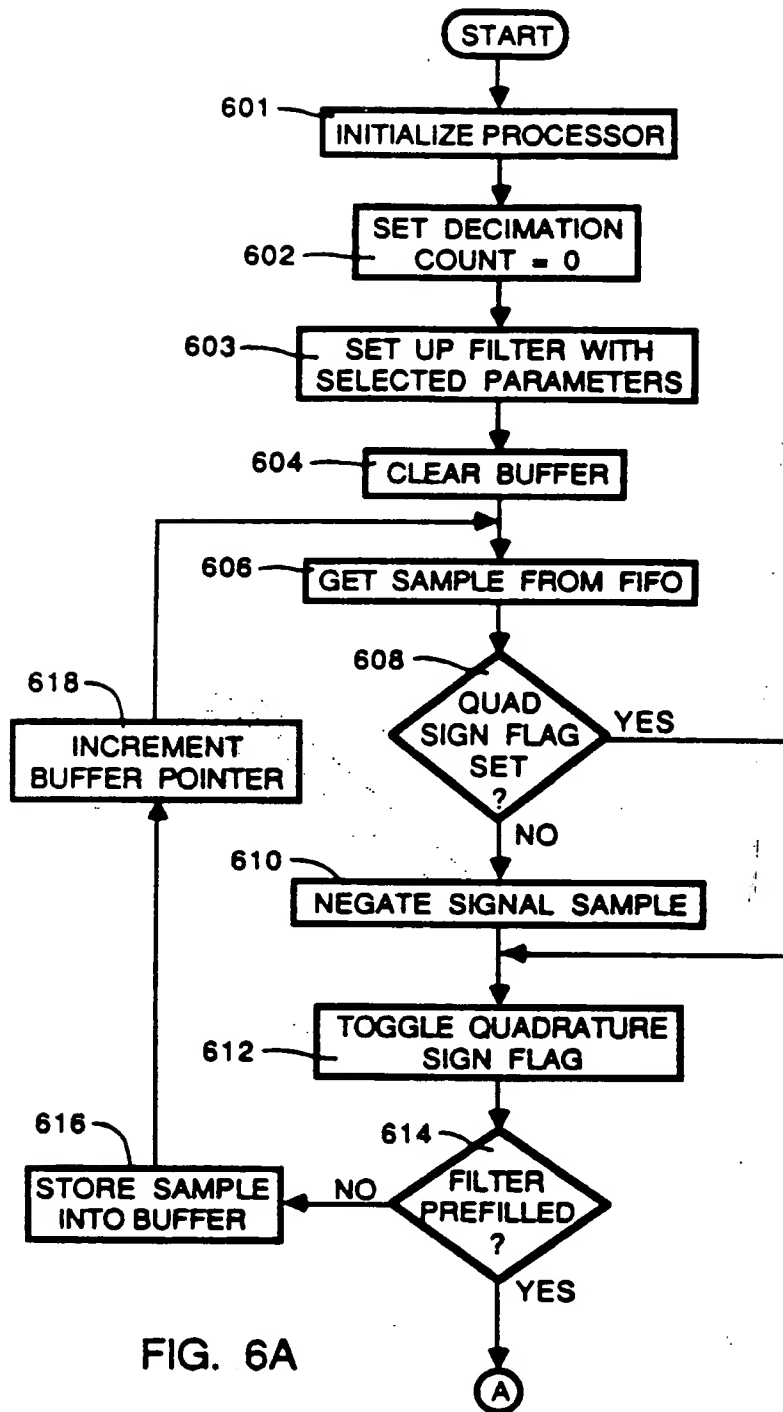 START
601
INITIALIZE PROCESSOR
602
SET DECIMATION
COUNT = 0
603
SET UP FILTER WITH
SELECTED PARAMETERS
604
CLEAR BUFFER
606
GET SAMPLE FROM FIFO
608
QUAD
SIGN FLAG
SET
?
YES
NO
618
INCREMENT
BUFFER POINTER
610
NEGATE SIGNAL SAMPLE
612
TOGGLE QUADRATURE
SIGN FLAG
614
FILTER
PREFILLED
?
NO
616
STORE SAMPLE
INTO BUFFER
YES
A
FIG. 6A